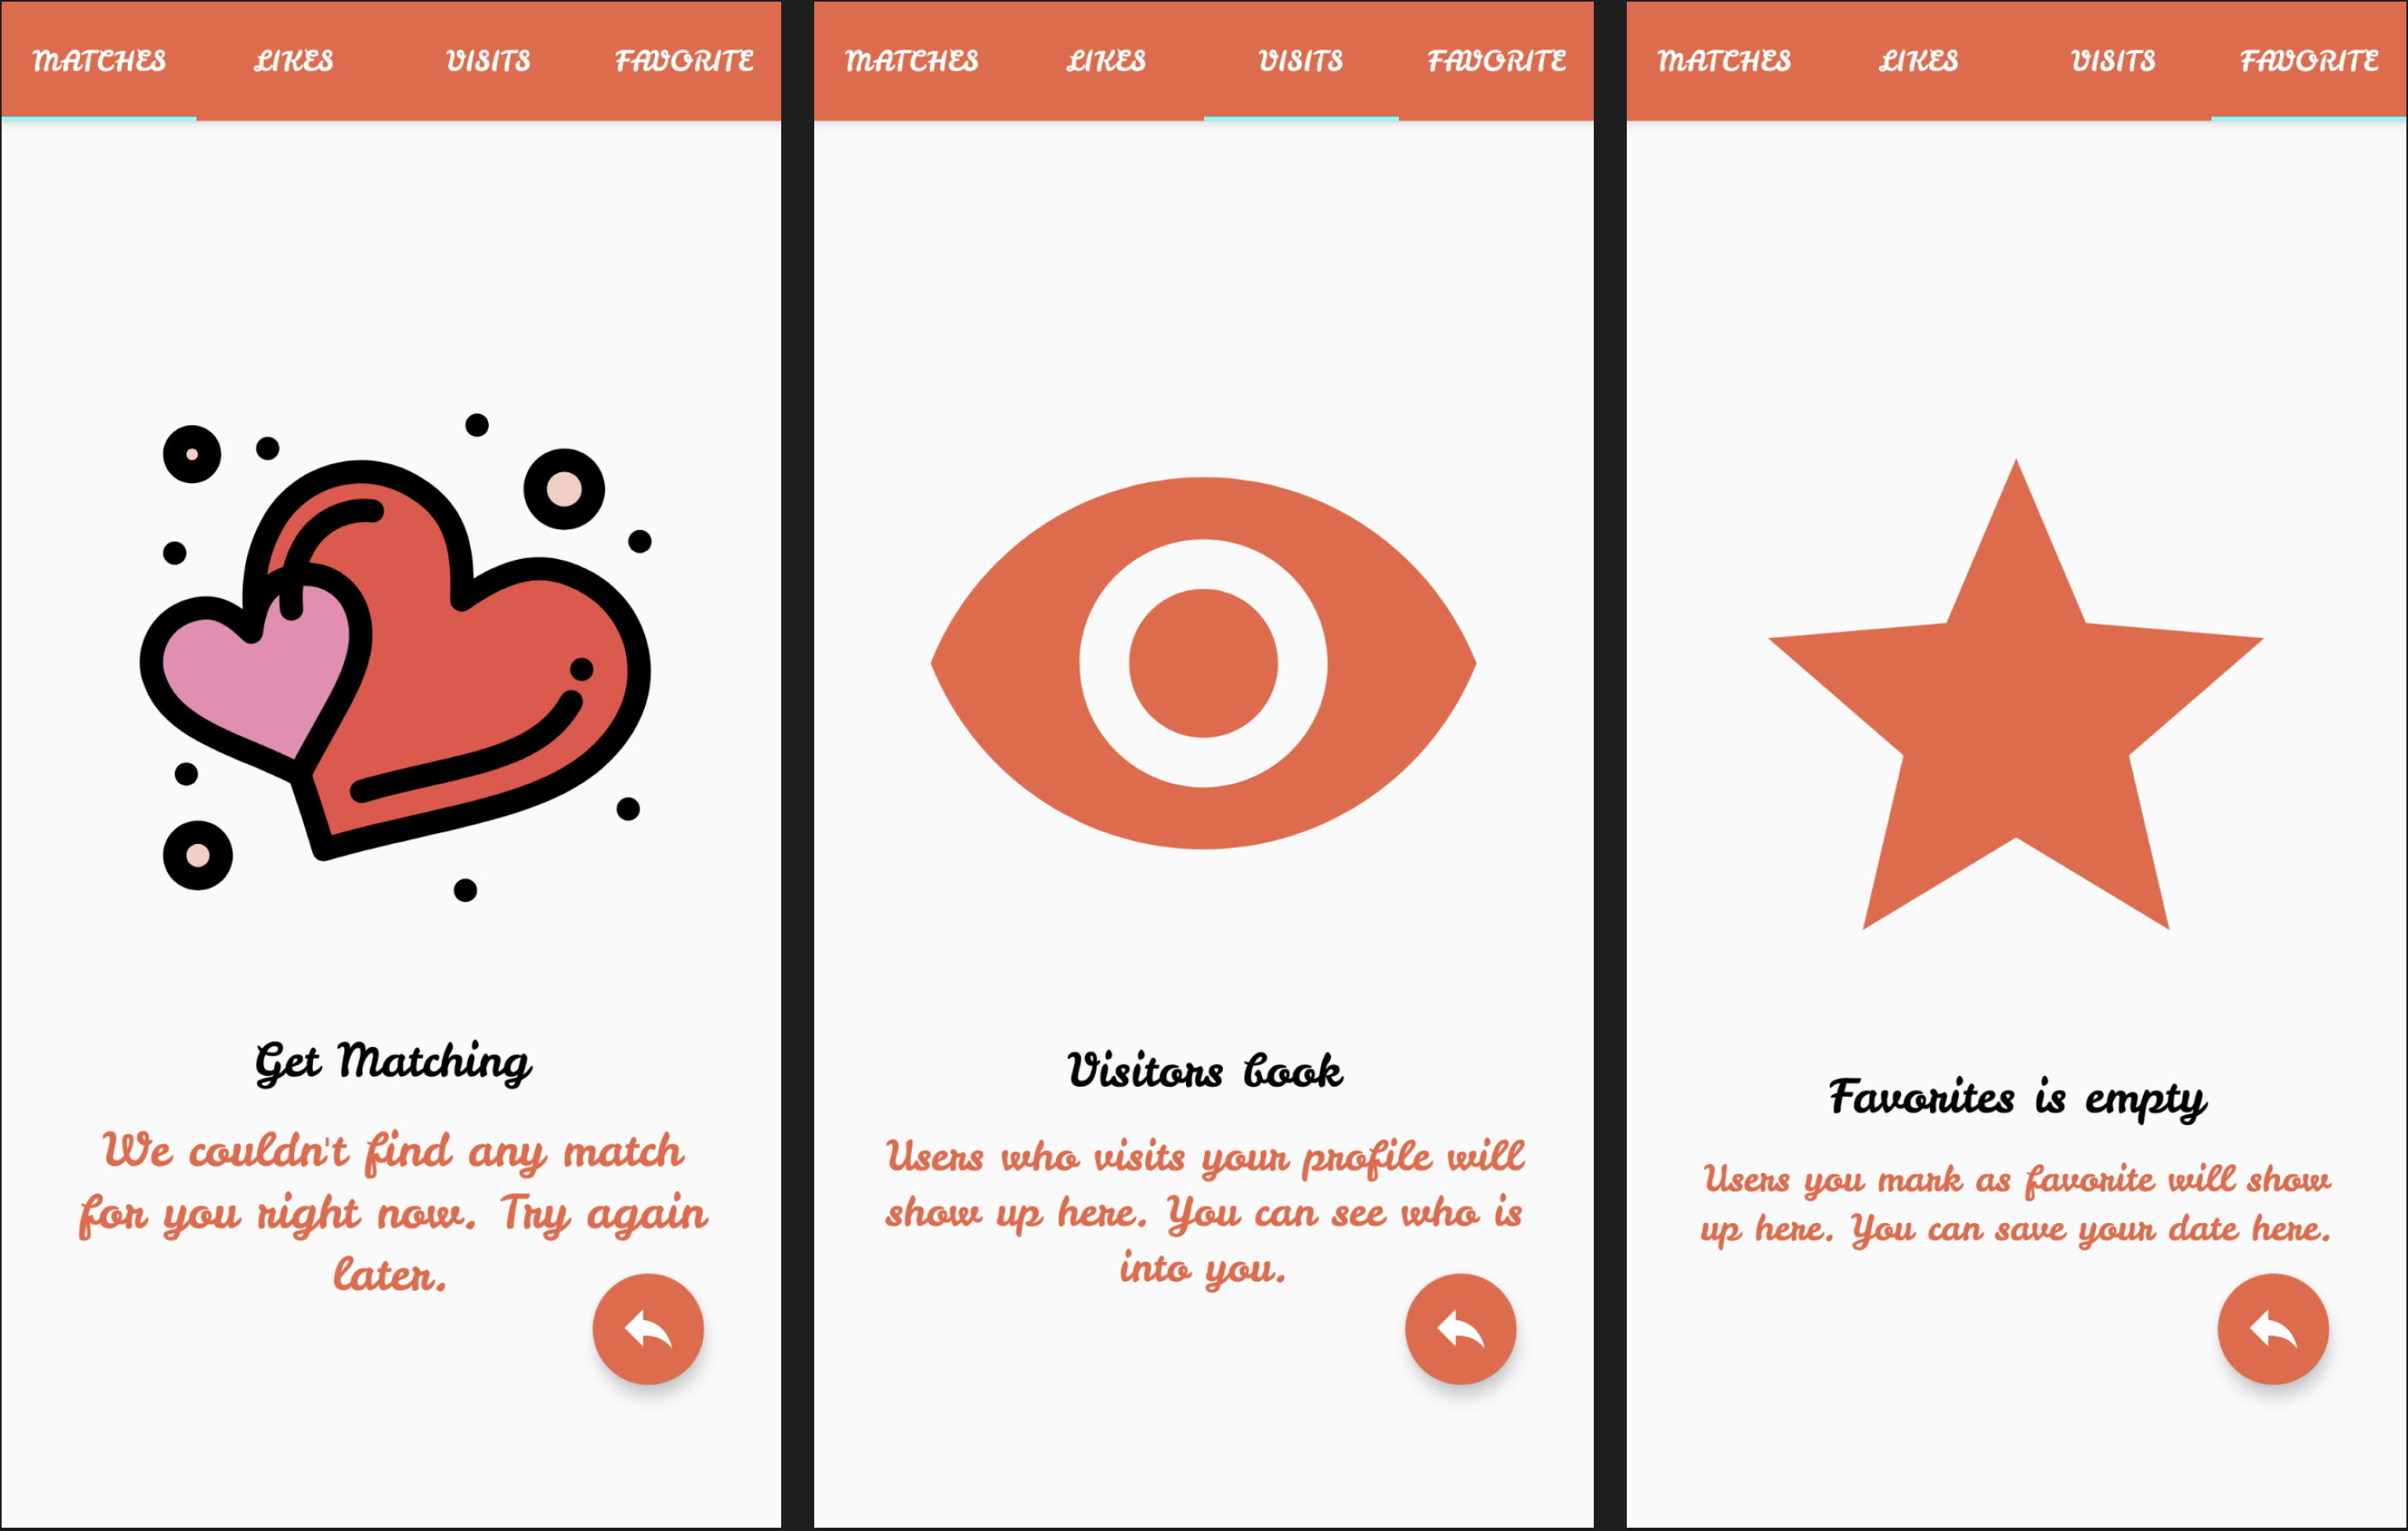 MATCHES LIKES VISITS FAVORITE
Get Matching
We couldn't find any match
for you right now. Try again
later.
MATCHES LIKES VISITS FAVORITE
Visitors book
Users who visits your profile will
show up here. You can see who is
into you.
MATCHES LIKES VISITS FAVORITE
Favorites is empty
Users you mark as favorite will show
up here. You can save your date here.